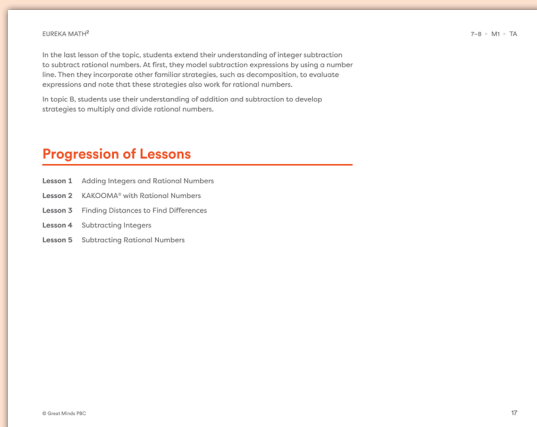 EUREKA MATH²
7–8 ▸ M1 ▸ TA
In the last lesson of the topic, students extend their understanding of integer subtraction
to subtract rational numbers. At first, they model subtraction expressions by using a number
line. Then they incorporate other familiar strategies, such as decomposition, to evaluate
expressions and note that these strategies also work for rational numbers.
In topic B, students use their understanding of addition and subtraction to develop
strategies to multiply and divide rational numbers.
Progression of Lessons
Lesson 1 Adding Integers and Rational Numbers
Lesson 2 KAKOOMA® with Rational Numbers
Lesson 3 Finding Distances to Find Differences
Lesson 4 Subtracting Integers
Lesson 5 Subtracting Rational Numbers
© Great Minds PBC
17